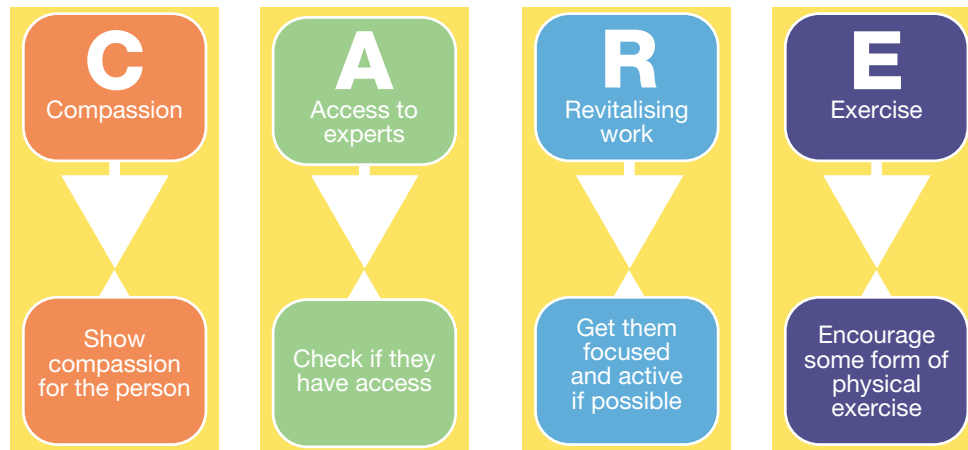 C
Compassion
A
Access to
experts
R
Revitalising
work
E
Exercise
Show
compassion
for the person
Check if they
have access
Get them
focused
and active
if possible
Encourage
some form of
physical
exercise